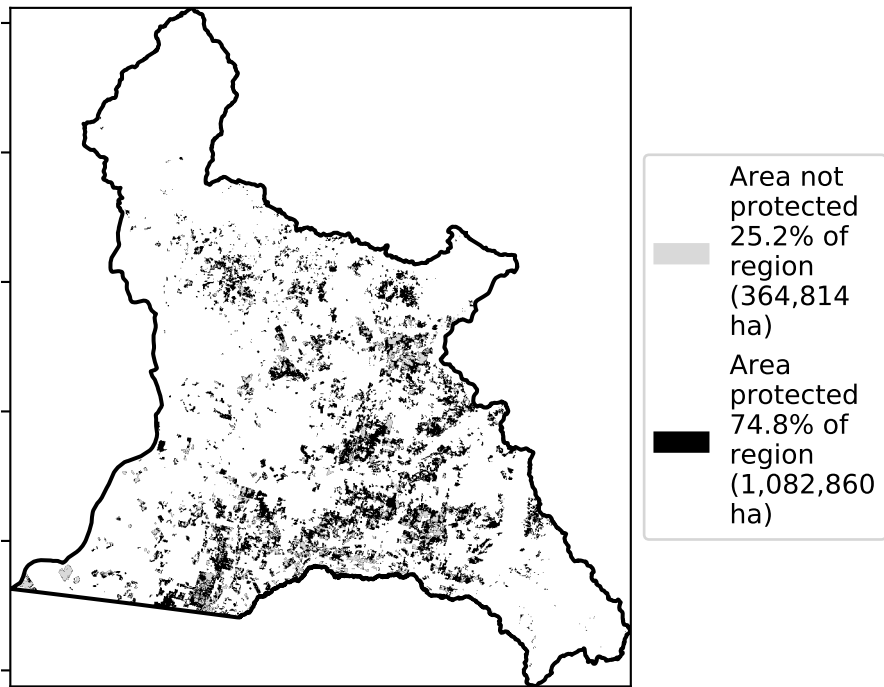 Area not
protected
25.2% of
region
(364,814
ha)
Area
protected
74.8% of
region
(1,082,860
ha)